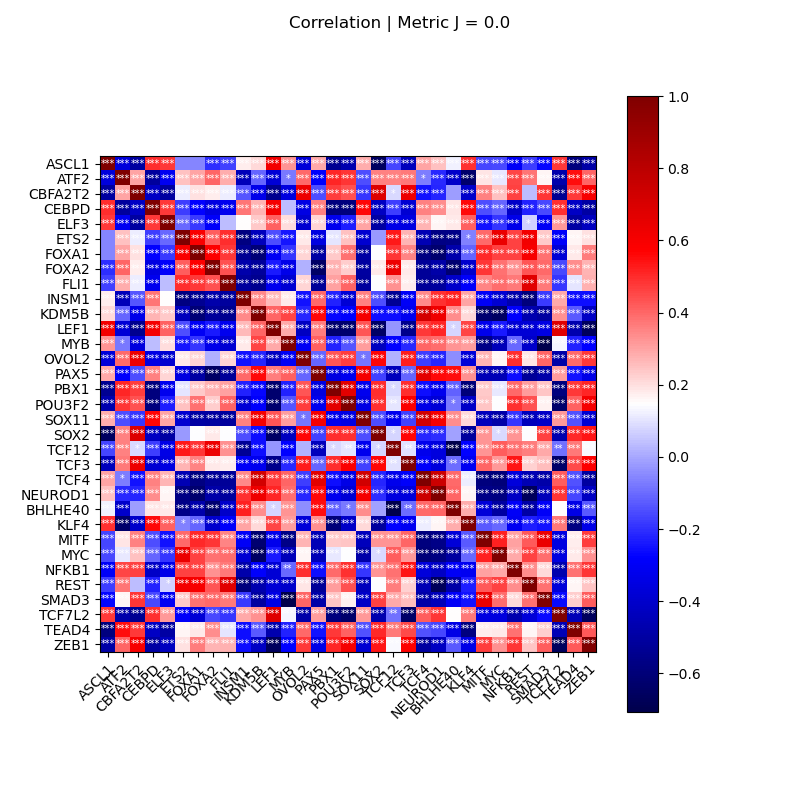 Correlation | Metric J = 0.0
ASCL1
ATF2
CBFA2T2
CEBPD
ELF3
ETS2
FOXA1
FOXA2
FLI1
INSM1
KDM5B
LEF1
MYB
OVOL2
PAX5
PBX1
POU3F2
SOX11
SOX2
TCF12
TCF3
TCF4
NEUROD1
BHLHE40
KLF4
MITF
MYC
NFKB1
REST
SMAD3
TCF7L2
TEAD4
ZEB1
ASCL1
ATF2
CBFA2T2
CEBPD
ELF3
ETS2
FOXA1
FOXA2
FLI1
INSM1
KDM5B
LEF1
MYB
OVOL2
PAX5
PBX1
POU3F2
SOX11
SOX2
TCF12
TCF3
TCF4
NEUROD1
BHLHE40
KLF4
MITF
MYC
NFKB1
REST
SMAD3
TCF7L2
TEAD4
ZEB1
1.0
0.8
0.6
0.4
0.2
0.0
−0.2
−0.4
−0.6